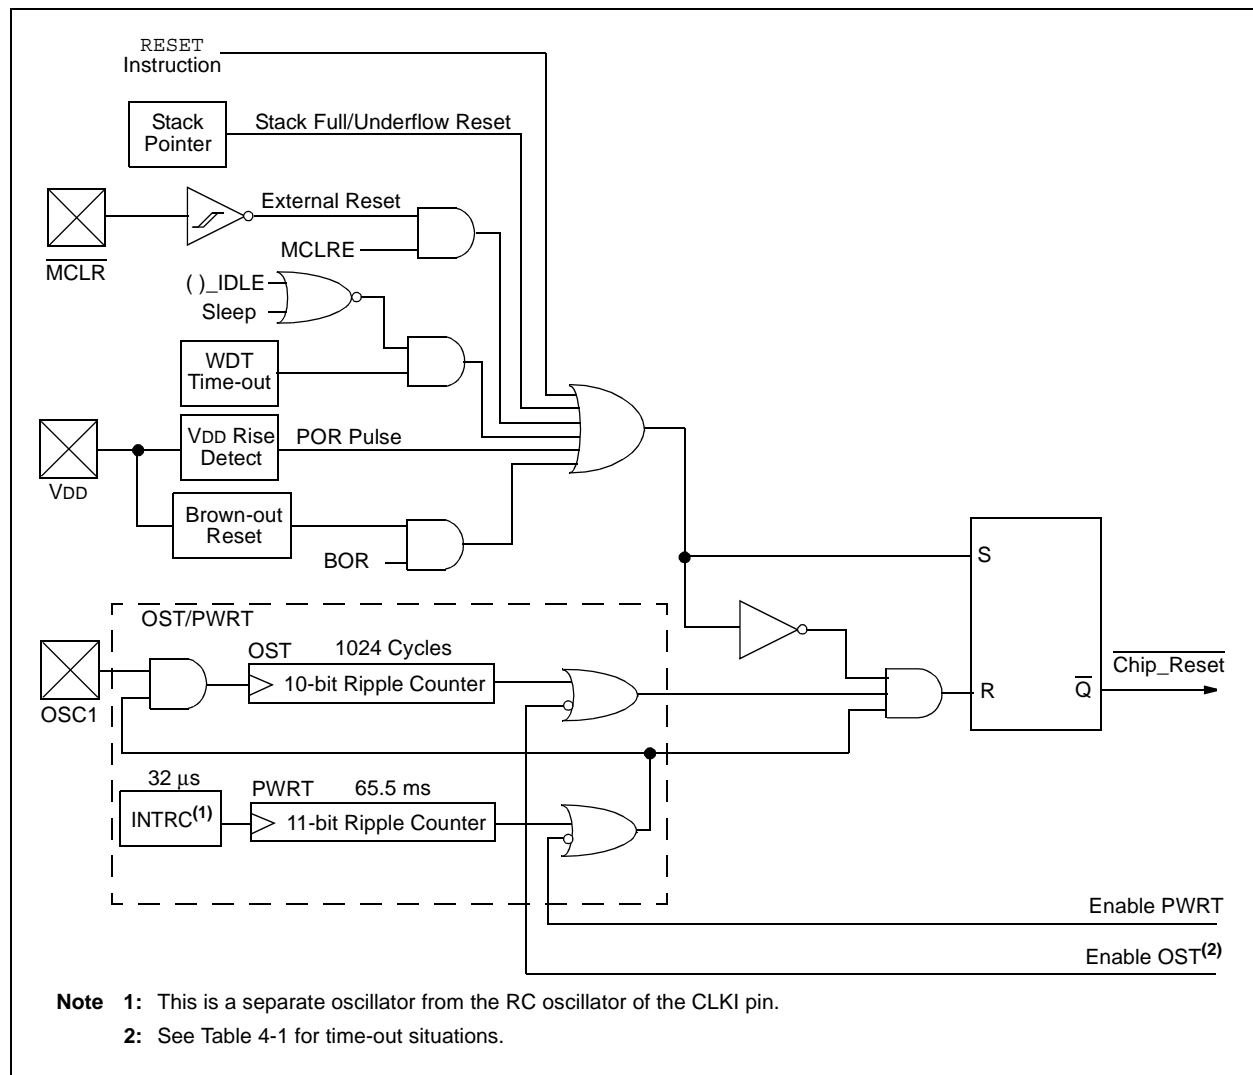 RESET
Instruction
Stack
Pointer
Stack Full/Underflow Reset
External Reset
MCLR
MCLRE
( )_IDLE
Sleep
WDT
Time-out
VDD Rise
Detect
POR Pulse
VDD
Brown-out
Reset
BOR
OST/PWRT
OST
1024 Cycles
10-bit Ripple Counter
OSC1
32 μs
INTRC(1)
PWRT
65.5 ms
11-bit Ripple Counter
S
R
Q
Chip_Reset
Enable PWRT
Enable OST(2)
Note 1: This is a separate oscillator from the RC oscillator of the CLKI pin.
2: See Table 4-1 for time-out situations.